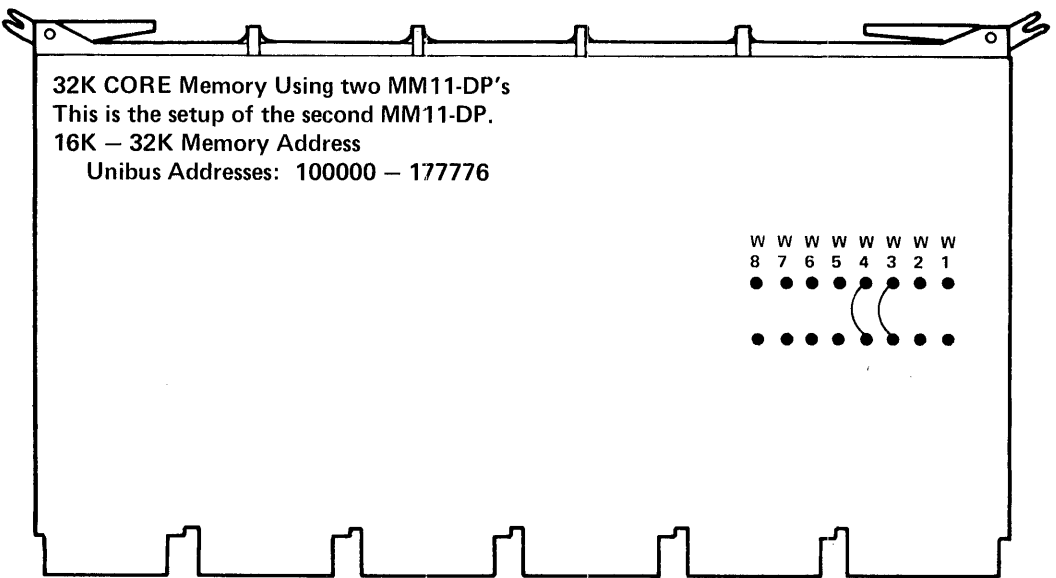 32K CORE Memory Using two MM11-DP's
This is the setup of the second MM11-DP.
16K — 32K Memory Address
Unibus Addresses: 100000 — 177776
W W W W W W W W
8 7 6 5 4 3 2 1